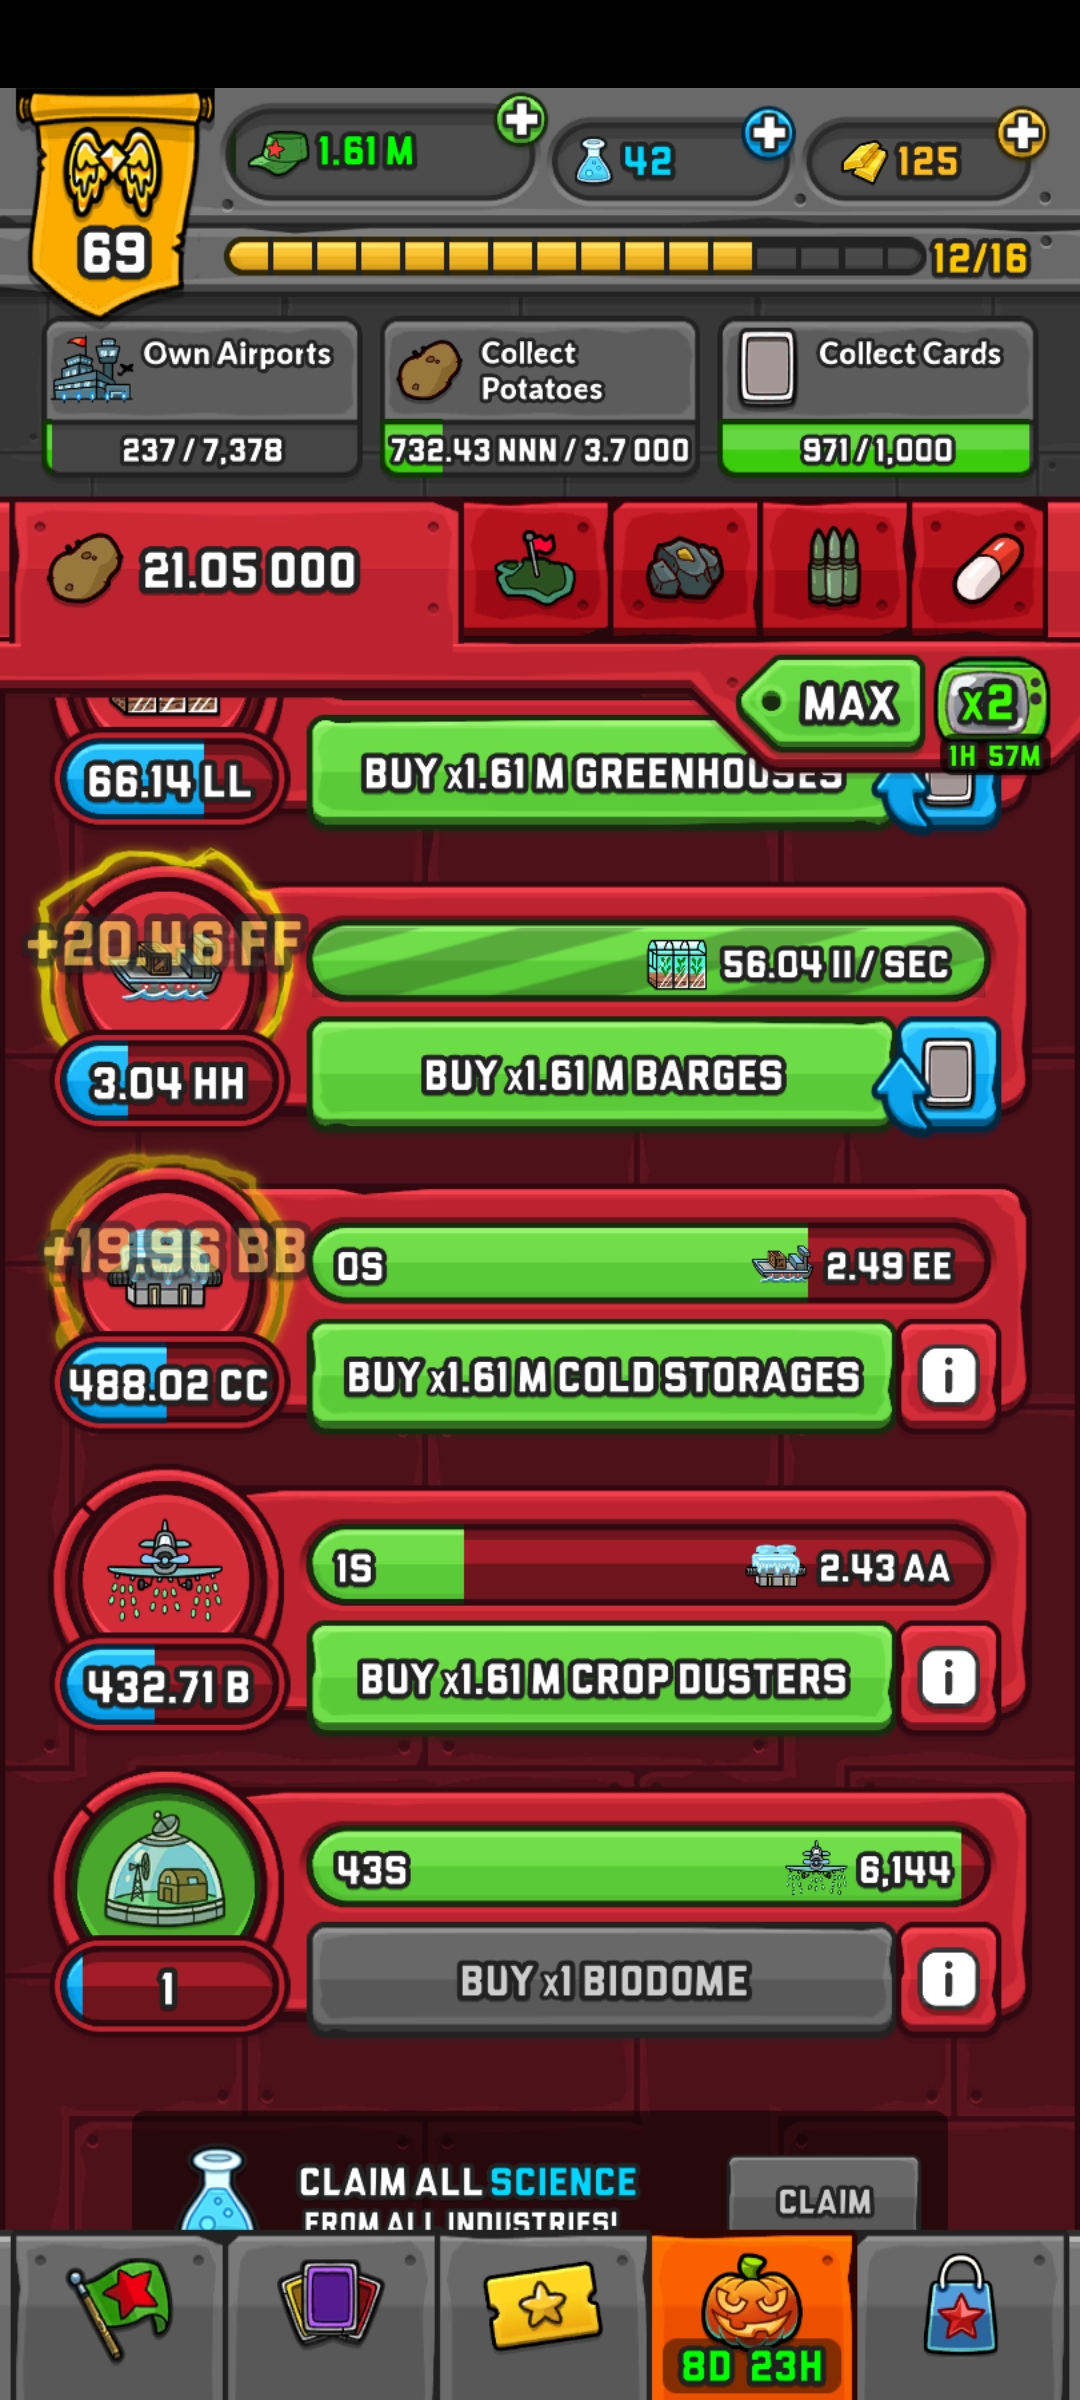 1.61 M
42
125
69
12/16
Own Airports
Collect
Potatoes
Collect Cards
237 / 7,378
732.43 NNN / 3.7 OOO
971 / 1,000
21.05 OOO
MAX
x2
1H 57M
66.14 LL
BUY x1.61 M GREENHOUSES
+20.46 FF
56.04 II / SEC
3.04 HH
BUY x1.61 M BARGES
+19.96 BB
0S
2.49 EE
488.02 CC
BUY x1.61 M COLD STORAGES
i
1S
2.43 AA
432.71 B
BUY x1.61 M CROP DUSTERS
i
43S
6,144
1
BUY x1 BIODOME
i
CLAIM ALL SCIENCE
FROM ALL INDUSTRIES!
CLAIM
8D 23H